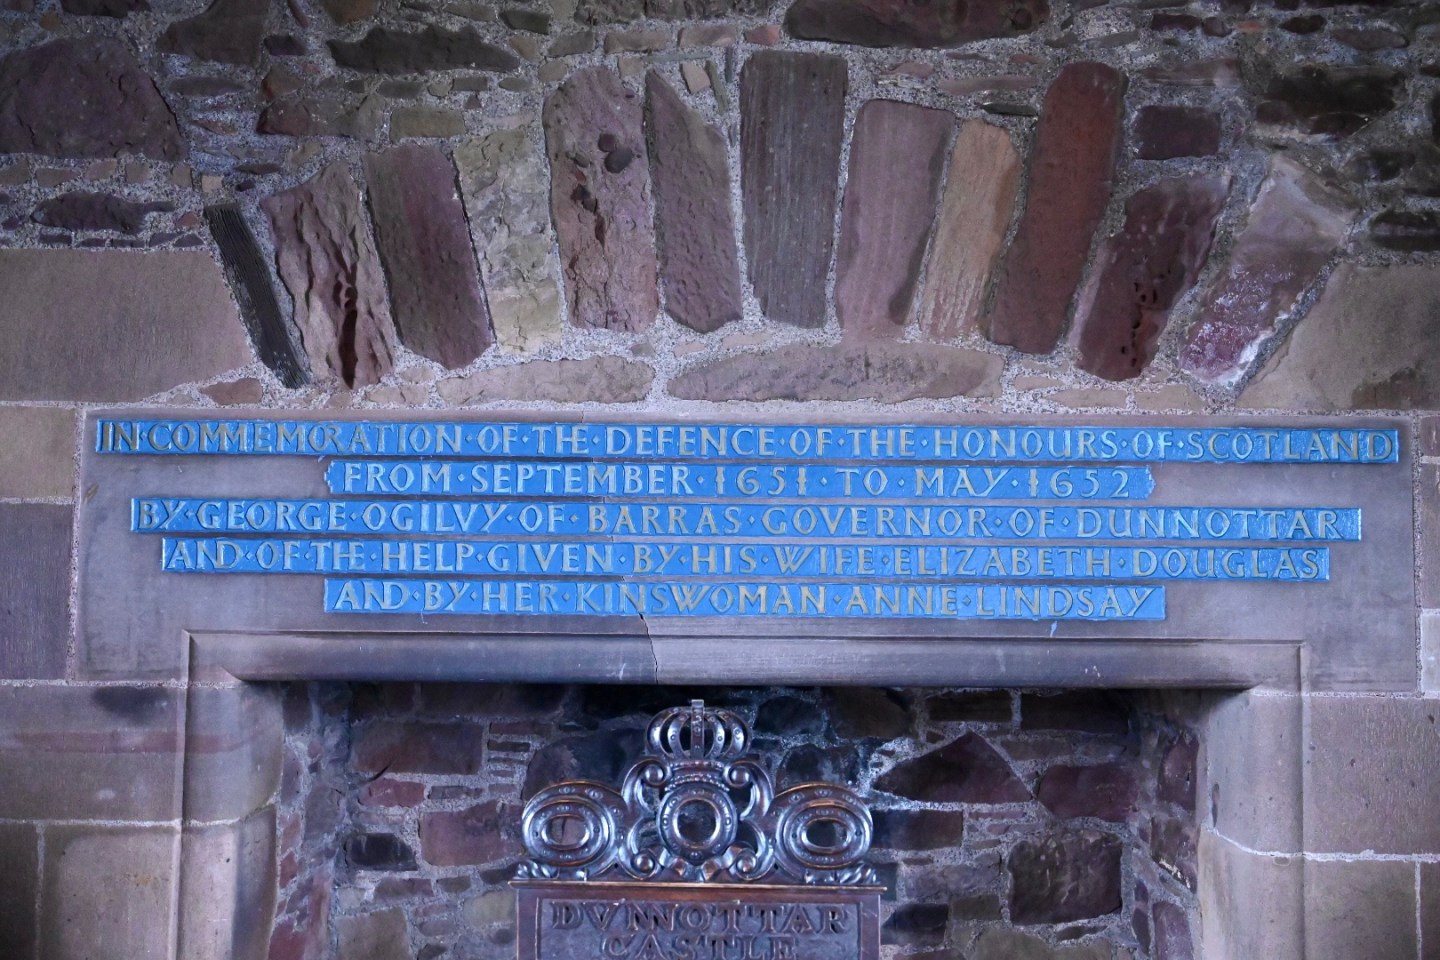 IN·COMMEMORATION·OF·THE·DEFENCE·OF·THE·HONOURS·OF·SCOTLAND
FROM·SEPTEMBER·1651·TO·MAY·1652
BY·GEORGE·OGILVY·OF·BARRAS·GOVERNOR·OF·DUNNOTTAR
AND·OF·THE·HELP·GIVEN·BY·HIS·WIFE·ELIZABETH·DOUGLAS
AND·BY·HER·KINSWOMAN·ANNE·LINDSAY
DVNNOTTAR
CASTLE